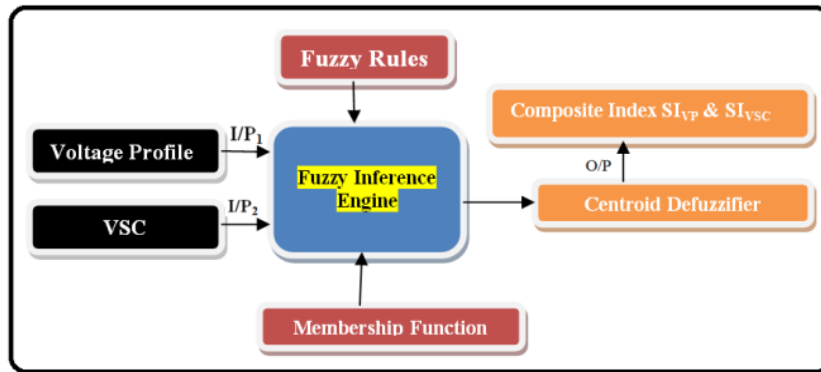 Fuzzy Rules
Composite Index SI_VP & SI_VSC
I/P₁
Voltage Profile
Fuzzy Inference
Engine
O/P
I/P₂
VSC
Centroid Defuzzifier
Membership Function